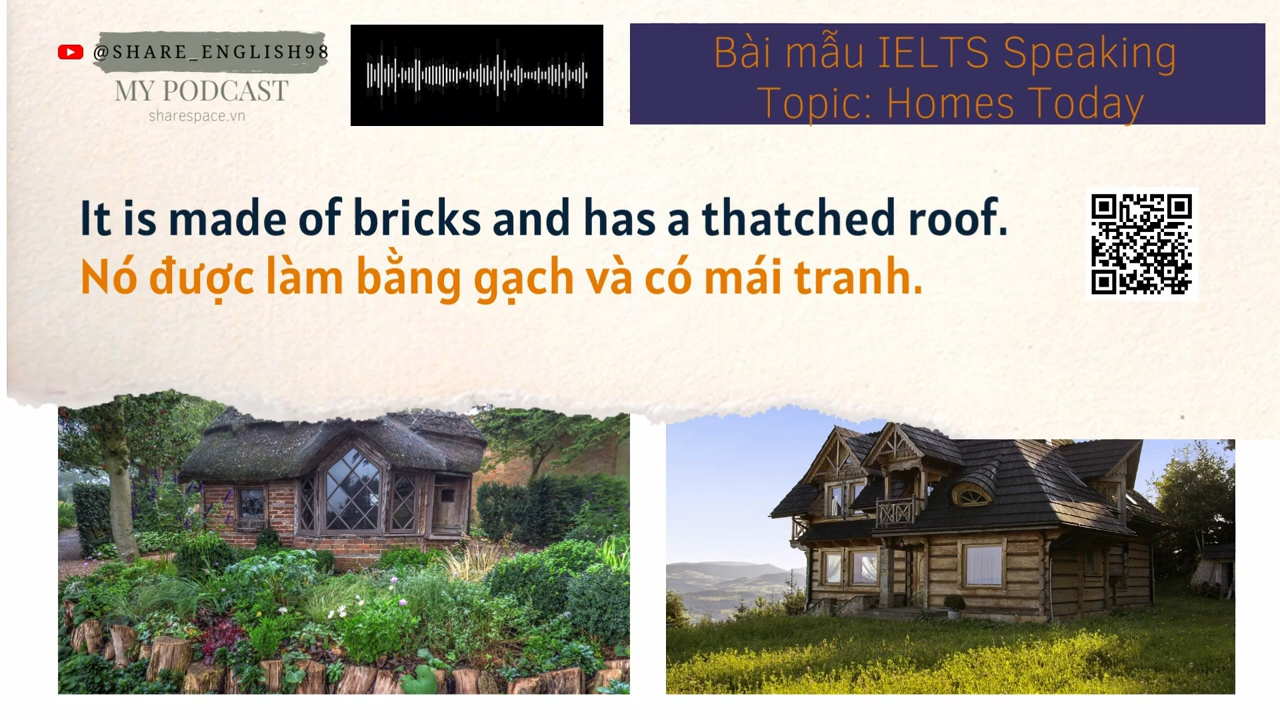 @SHARE_ENGLISH98
MY PODCAST
sharespace.vn
Bài mẫu IELTS Speaking
Topic: Homes Today
It is made of bricks and has a thatched roof.
Nó được làm bằng gạch và có mái tranh.